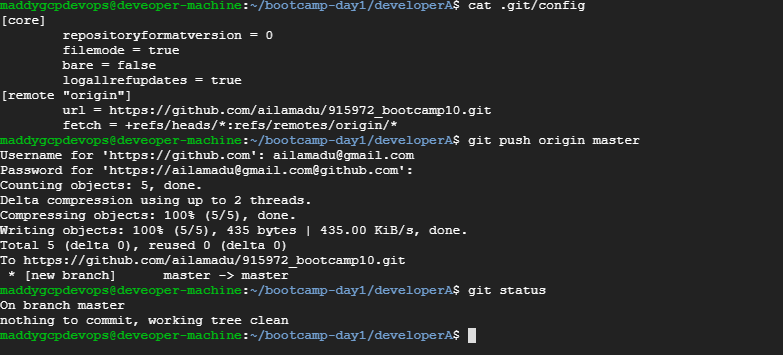 maddygcpdevops@deveoper-machine:~/bootcamp-day1/developerA$ cat .git/config
[core]
        repositoryformatversion = 0
        filemode = true
        bare = false
        logallrefupdates = true
[remote "origin"]
        url = https://github.com/ailamadu/915972_bootcamp10.git
        fetch = +refs/heads/*:refs/remotes/origin/*
maddygcpdevops@deveoper-machine:~/bootcamp-day1/developerA$ git push origin master
Username for 'https://github.com': ailamadu@gmail.com
Password for 'https://ailamadu@gmail.com@github.com':
Counting objects: 5, done.
Delta compression using up to 2 threads.
Compressing objects: 100% (5/5), done.
Writing objects: 100% (5/5), 435 bytes | 435.00 KiB/s, done.
Total 5 (delta 0), reused 0 (delta 0)
To https://github.com/ailamadu/915972_bootcamp10.git
 * [new branch]      master -> master
maddygcpdevops@deveoper-machine:~/bootcamp-day1/developerA$ git status
On branch master
nothing to commit, working tree clean
maddygcpdevops@deveoper-machine:~/bootcamp-day1/developerA$